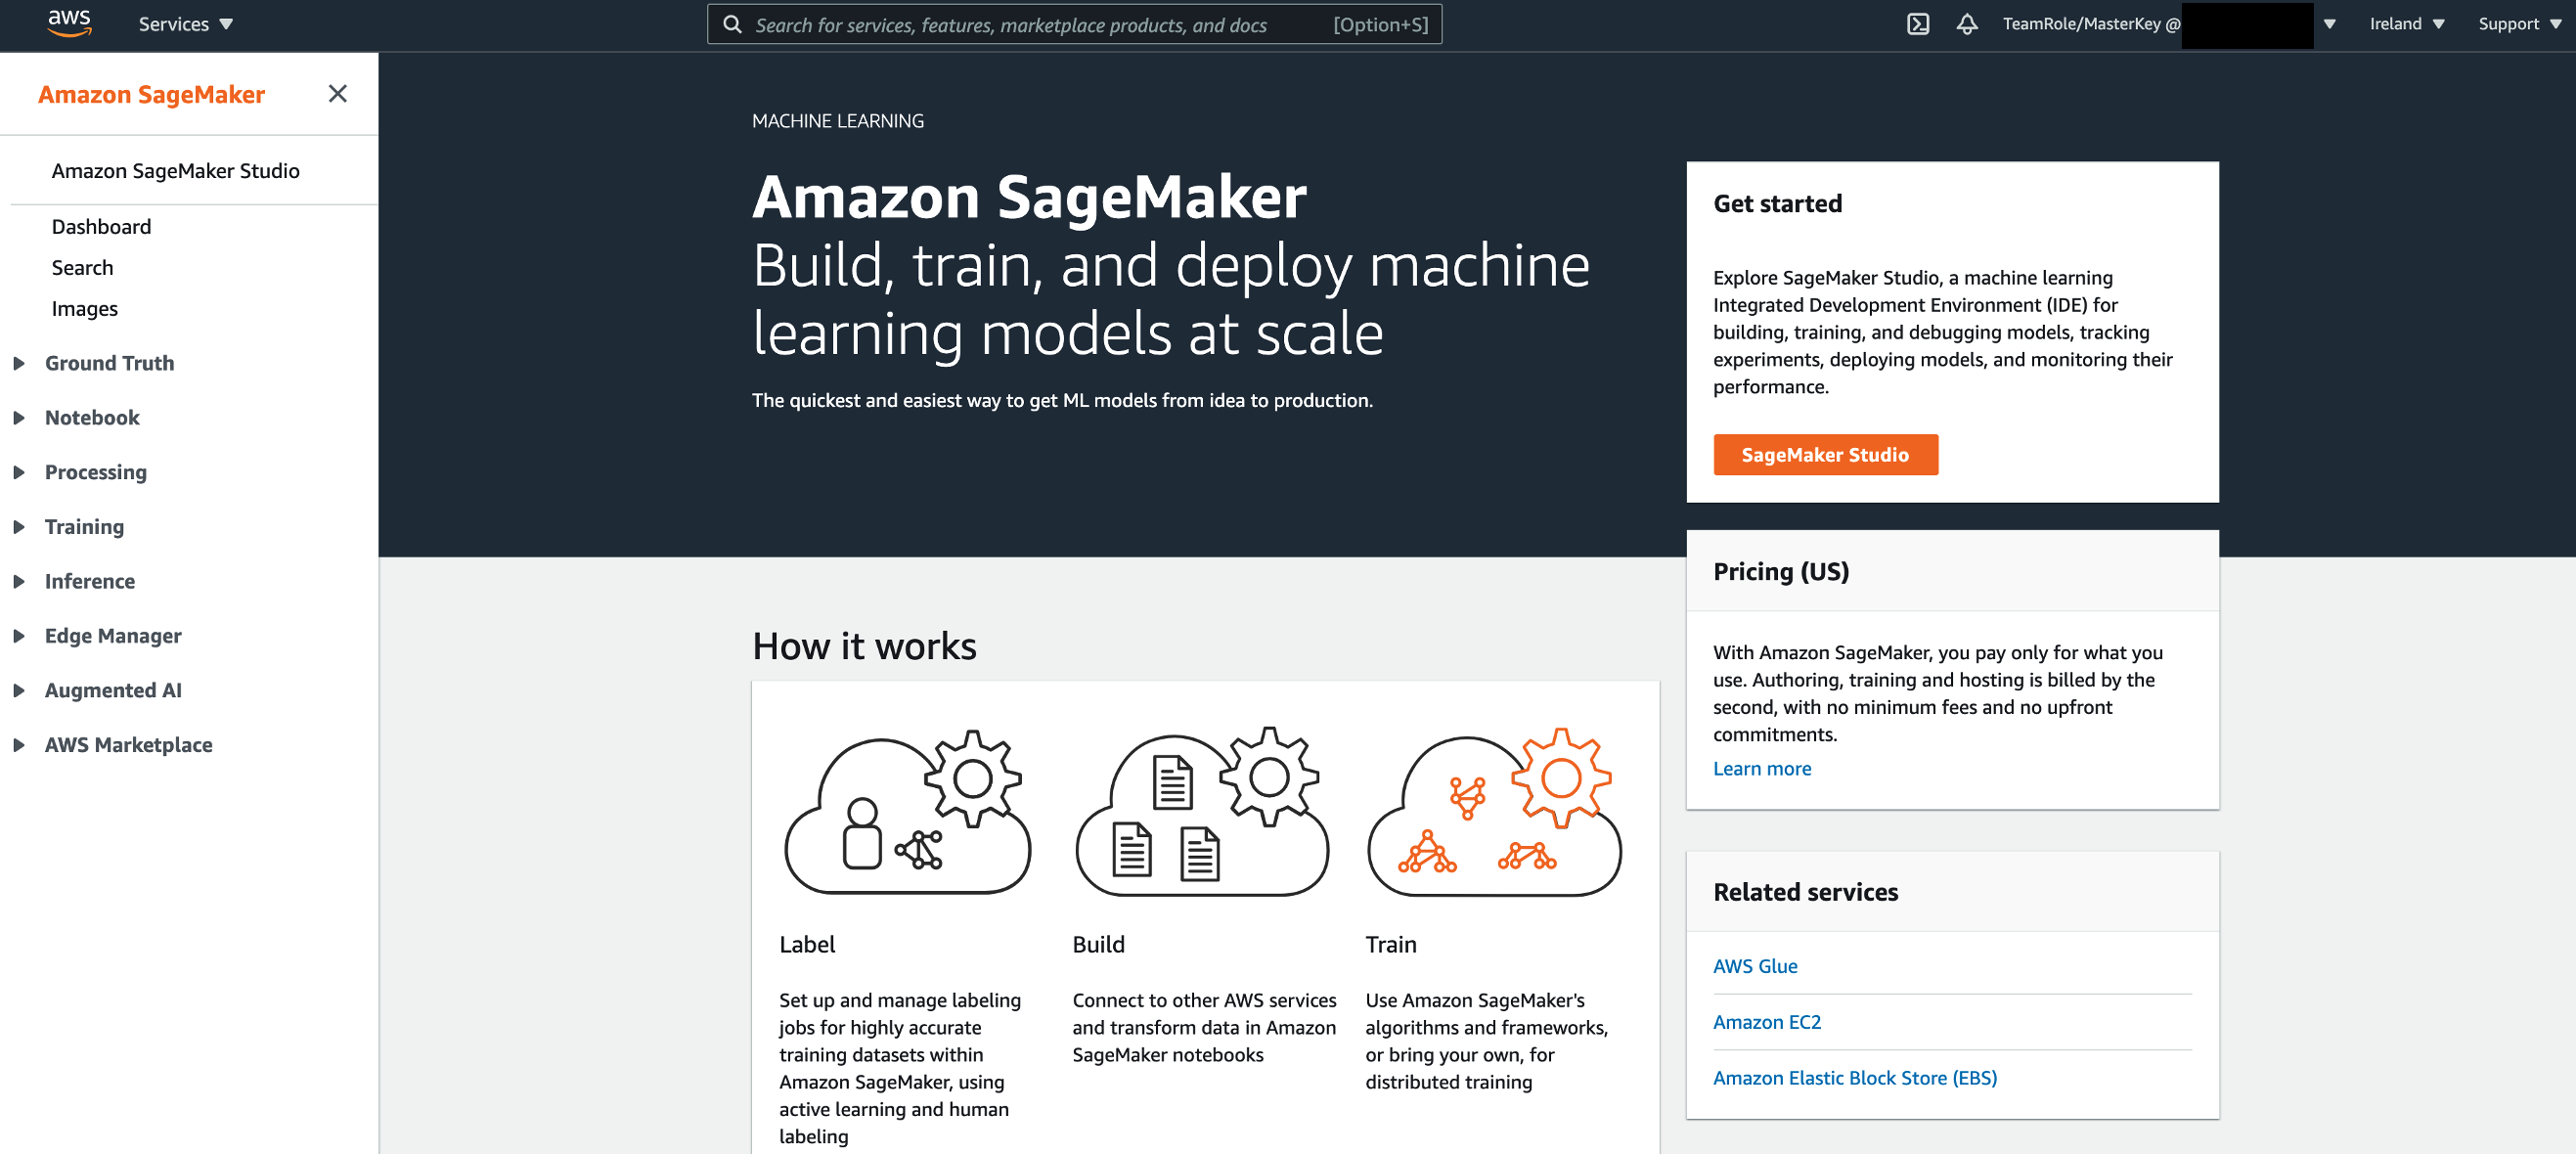 aws
Services
Search for services, features, marketplace products, and docs
[Option+S]
TeamRole/MasterKey @
Ireland
Support
Amazon SageMaker
Amazon SageMaker Studio
Dashboard
Search
Images
Ground Truth
Notebook
Processing
Training
Inference
Edge Manager
Augmented AI
AWS Marketplace
MACHINE LEARNING
Amazon SageMaker
Build, train, and deploy machine
learning models at scale
The quickest and easiest way to get ML models from idea to production.
Get started
Explore SageMaker Studio, a machine learning
Integrated Development Environment (IDE) for
building, training, and debugging models, tracking
experiments, deploying models, and monitoring their
performance.
SageMaker Studio
Pricing (US)
With Amazon SageMaker, you pay only for what you
use. Authoring, training and hosting is billed by the
second, with no minimum fees and no upfront
commitments.
Learn more
Related services
AWS Glue
Amazon EC2
Amazon Elastic Block Store (EBS)
How it works
Label
Set up and manage labeling
jobs for highly accurate
training datasets within
Amazon SageMaker, using
active learning and human
labeling
Build
Connect to other AWS services
and transform data in Amazon
SageMaker notebooks
Train
Use Amazon SageMaker's
algorithms and frameworks,
or bring your own, for
distributed training